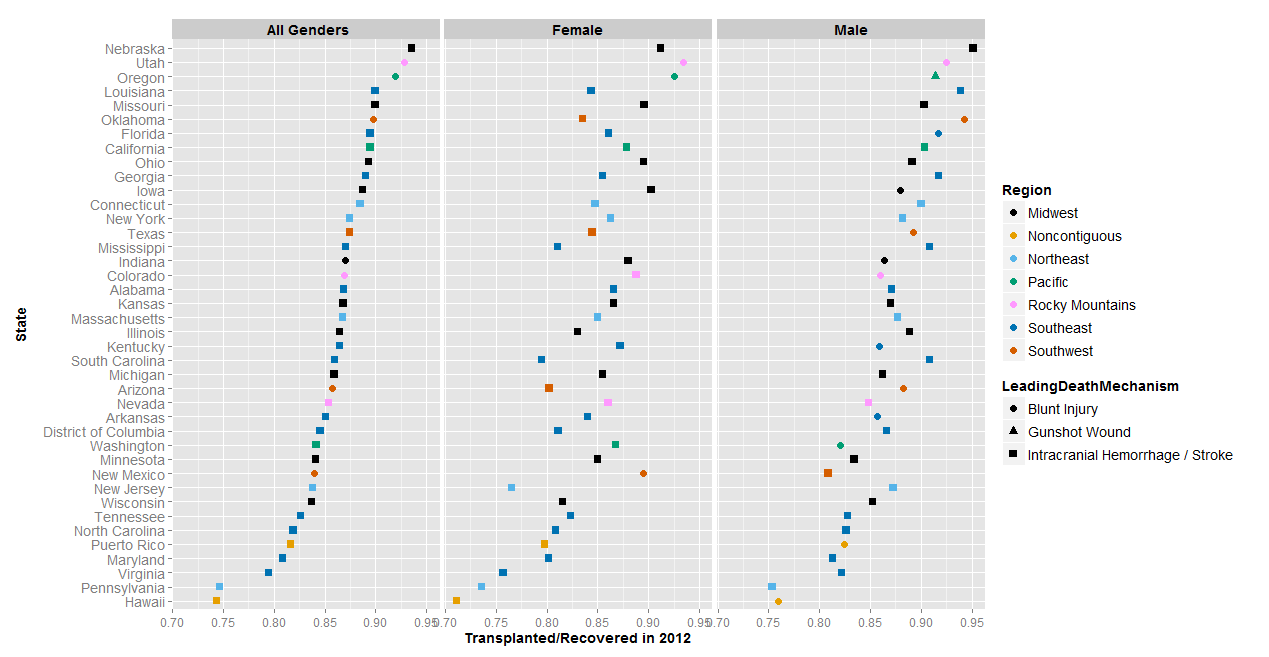 All Genders
Female
Male
State
Nebraska
Utah
Oregon
Louisiana
Missouri
Oklahoma
Florida
California
Ohio
Georgia
Iowa
Connecticut
New York
Texas
Mississippi
Indiana
Colorado
Alabama
Kansas
Massachusetts
Illinois
Kentucky
South Carolina
Michigan
Arizona
Nevada
Arkansas
District of Columbia
Washington
Minnesota
New Mexico
New Jersey
Wisconsin
Tennessee
North Carolina
Puerto Rico
Maryland
Virginia
Pennsylvania
Hawaii
0.70 0.75 0.80 0.85 0.90 0.95
0.70 0.75 0.80 0.85 0.90 0.95
0.70 0.75 0.80 0.85 0.90 0.95
Transplanted/Recovered in 2012
Region
Midwest
Noncontiguous
Northeast
Pacific
Rocky Mountains
Southeast
Southwest
LeadingDeathMechanism
Blunt Injury
Gunshot Wound
Intracranial Hemorrhage / Stroke